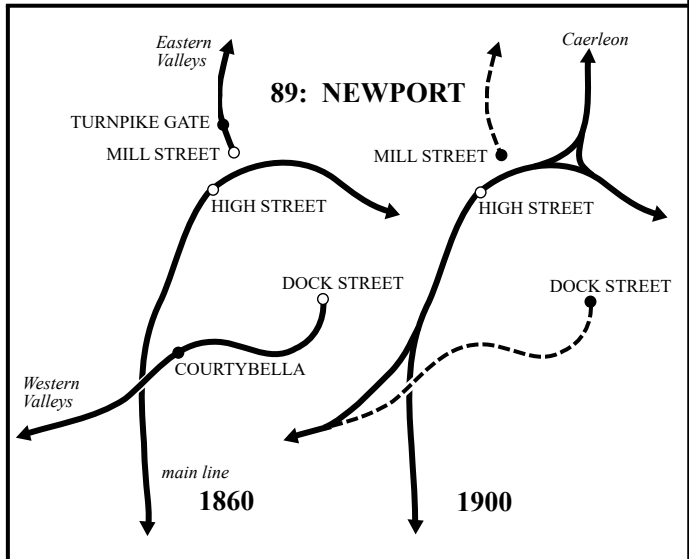 Eastern
Valleys
Caerleon
89: NEWPORT
TURNPIKE GATE
MILL STREET
MILL STREET
HIGH STREET
HIGH STREET
DOCK STREET
DOCK STREET
COURTYBELLA
Western
Valleys
main line
1860
1900